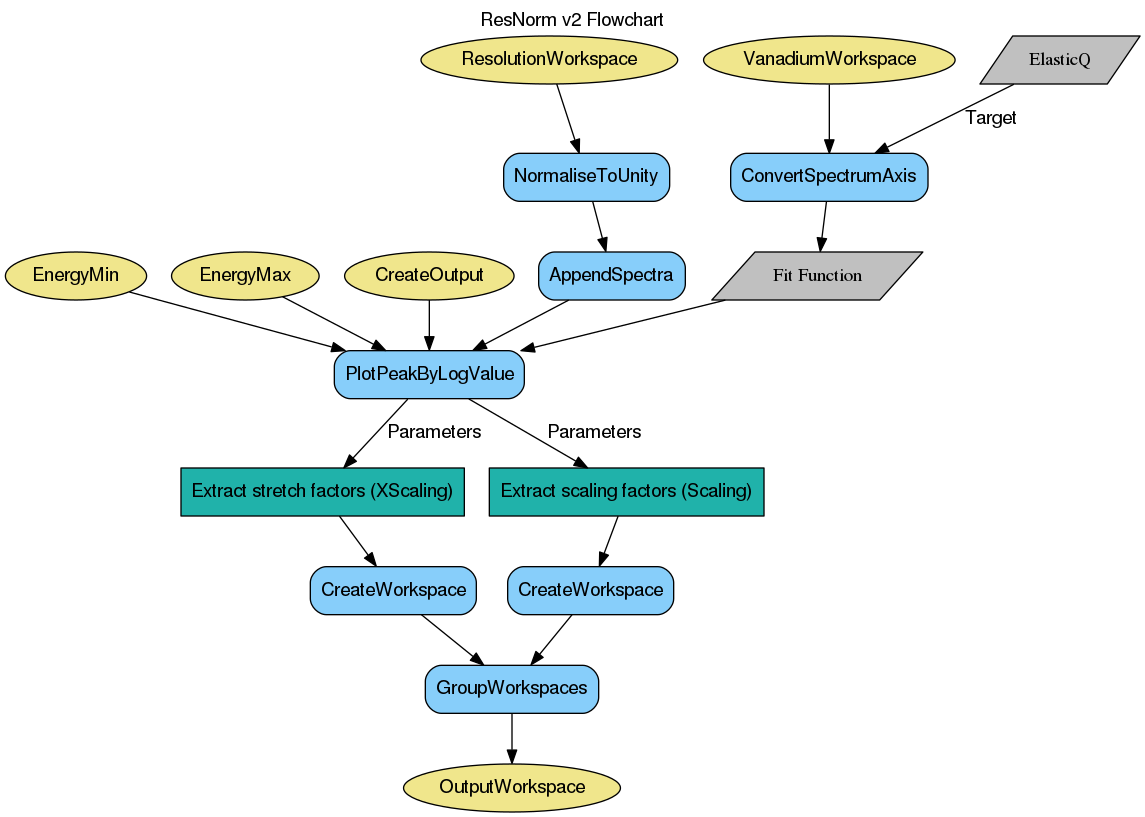 ResNorm v2 Flowchart
ResolutionWorkspace
VanadiumWorkspace
ElasticQ
Target
NormaliseToUnity
ConvertSpectrumAxis
EnergyMin
EnergyMax
CreateOutput
AppendSpectra
Fit Function
PlotPeakByLogValue
Parameters
Parameters
Extract stretch factors (XScaling)
Extract scaling factors (Scaling)
CreateWorkspace
CreateWorkspace
GroupWorkspaces
OutputWorkspace